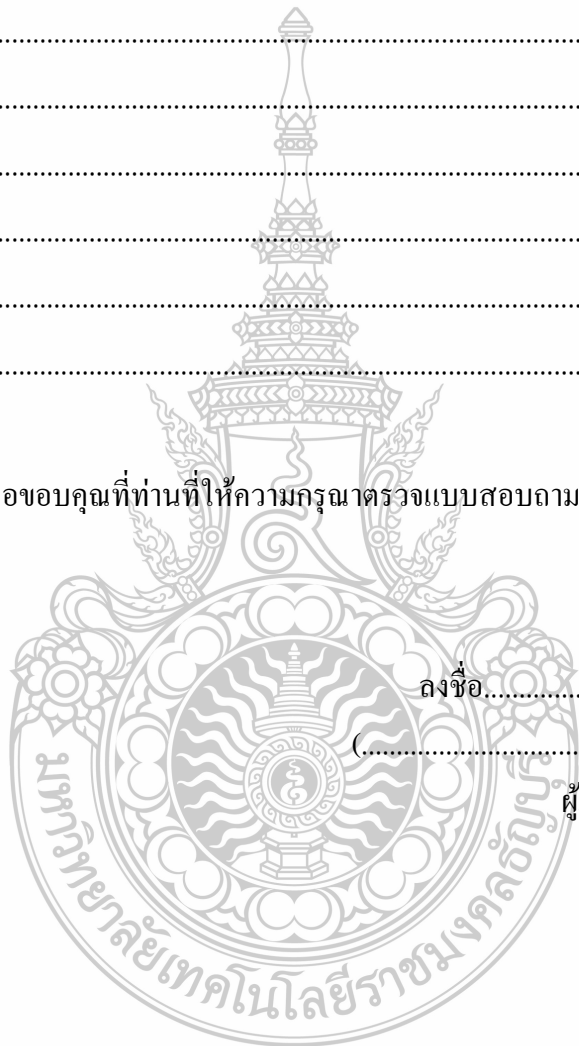 ................................................................................
................................................................................
................................................................................
................................................................................
................................................................................
................................................................................
อขอบคุณที่ท่านที่ให้ความกรุณาตรวจแบบสอบถาม
ลงชื่อ..............
(................................
ผู้
มหาวิทยาลัยเทคโนโลยีราชมงคลธัญบุรี